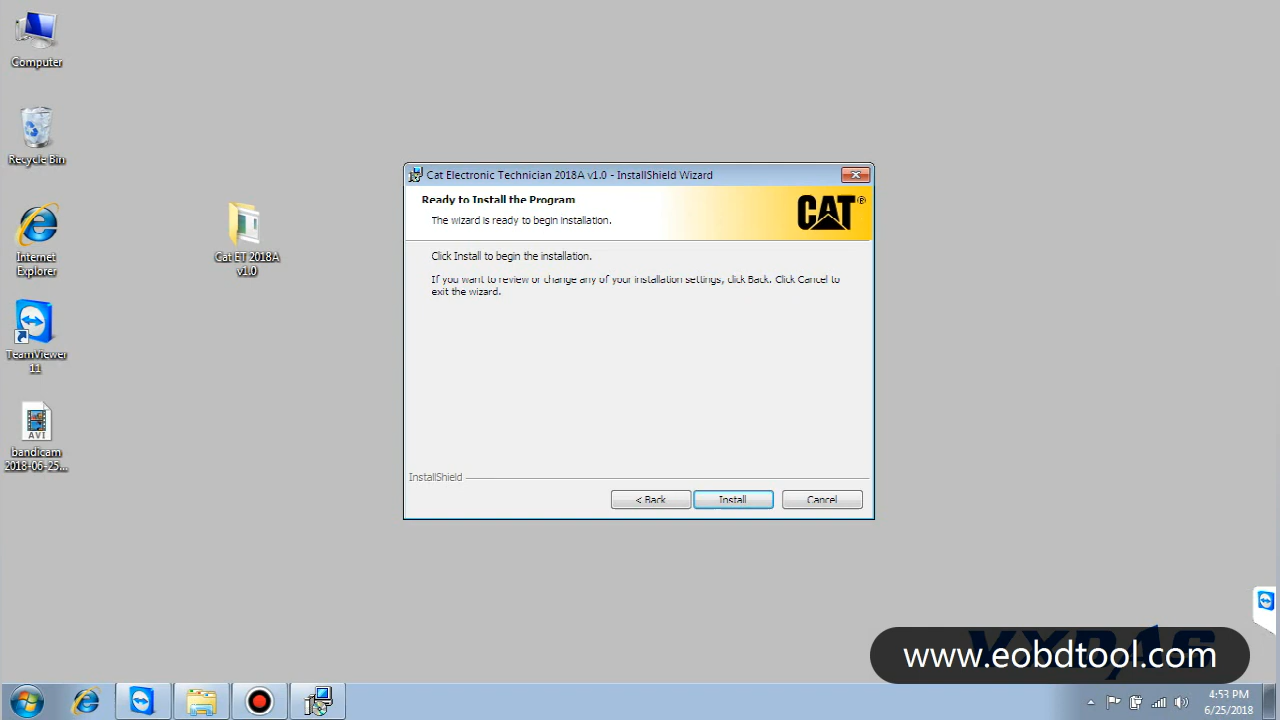 Computer
Recycle Bin
Internet
Explorer
TeamViewer
11
AVI
bandicam
2018-06-25...
Cat ET 2018A
v1.0
Cat Electronic Technician 2018A v1.0 - InstallShield Wizard
Ready to Install the Program
The wizard is ready to begin installation.
CAT®
Click Install to begin the installation.
If you want to review or change any of your installation settings, click Back. Click Cancel to
exit the wizard.
InstallShield
< Back
Install
Cancel
www.eobdtool.com
4:53 PM
6/25/2018